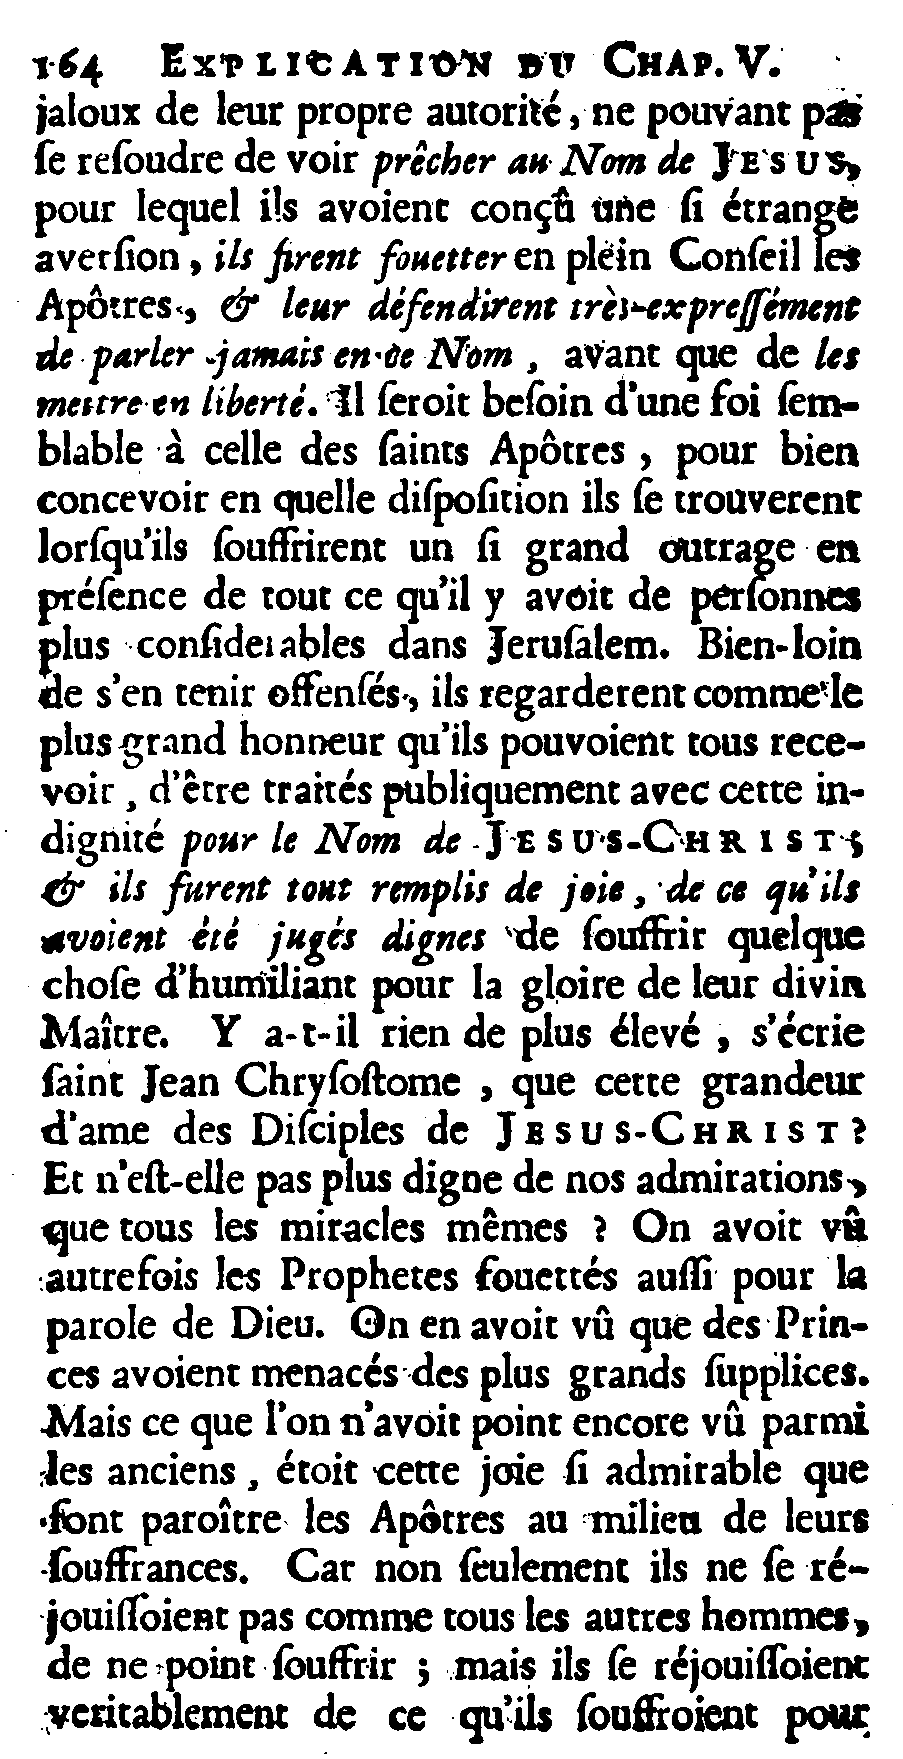 164 EXPLICATION DU CHAP. V.
jaloux de leur propre autorité, ne pouvant pas
ſe reſoudre de voir prêcher au Nom de JESUS,
pour lequel ils avoient conçû une ſi étrange
averſion, ils firent fouetter en plein Conſeil les
Apôtres, & leur défendirent très-expreſſément
de parler jamais en ce Nom, avant que de les
mettre en liberté. Il ſeroit beſoin d'une foi ſem-
blable à celle des ſaints Apôtres, pour bien
concevoir en quelle diſpoſition ils ſe trouverent
lorſqu'ils ſouffrirent un ſi grand outrage en
préſence de tout ce qu'il y avoit de perſonnes
plus conſiderables dans Jeruſalem. Bien-loin
de s'en tenir offenſés, ils regarderent comme le
plus grand honneur qu'ils pouvoient tous rece-
voir, d'être traités publiquement avec cette in-
dignité pour le Nom de JESUS-CHRIST;
& ils furent tout remplis de joie, de ce qu'ils
avoient été jugés dignes de ſouffrir quelque
choſe d'humiliant pour la gloire de leur divin
Maître. Y a-t-il rien de plus élevé, s'écrie
ſaint Jean Chryſoſtome, que cette grandeur
d'ame des Diſciples de JESUS-CHRIST?
Et n'eſt-elle pas plus digne de nos admirations,
que tous les miracles mêmes ? On avoit vû
autrefois les Prophetes fouettés auſſi pour la
parole de Dieu. On en avoit vû que des Prin-
ces avoient menacés des plus grands ſupplices.
Mais ce que l'on n'avoit point encore vû parmi
les anciens, étoit cette joie ſi admirable que
font paroître les Apôtres au milieu de leurs
ſouffrances. Car non ſeulement ils ne ſe ré-
jouiſſoient pas comme tous les autres hommes,
de ne point ſouffrir ; mais ils ſe réjouiſſoient
veritablement de ce qu'ils ſouffroient pour